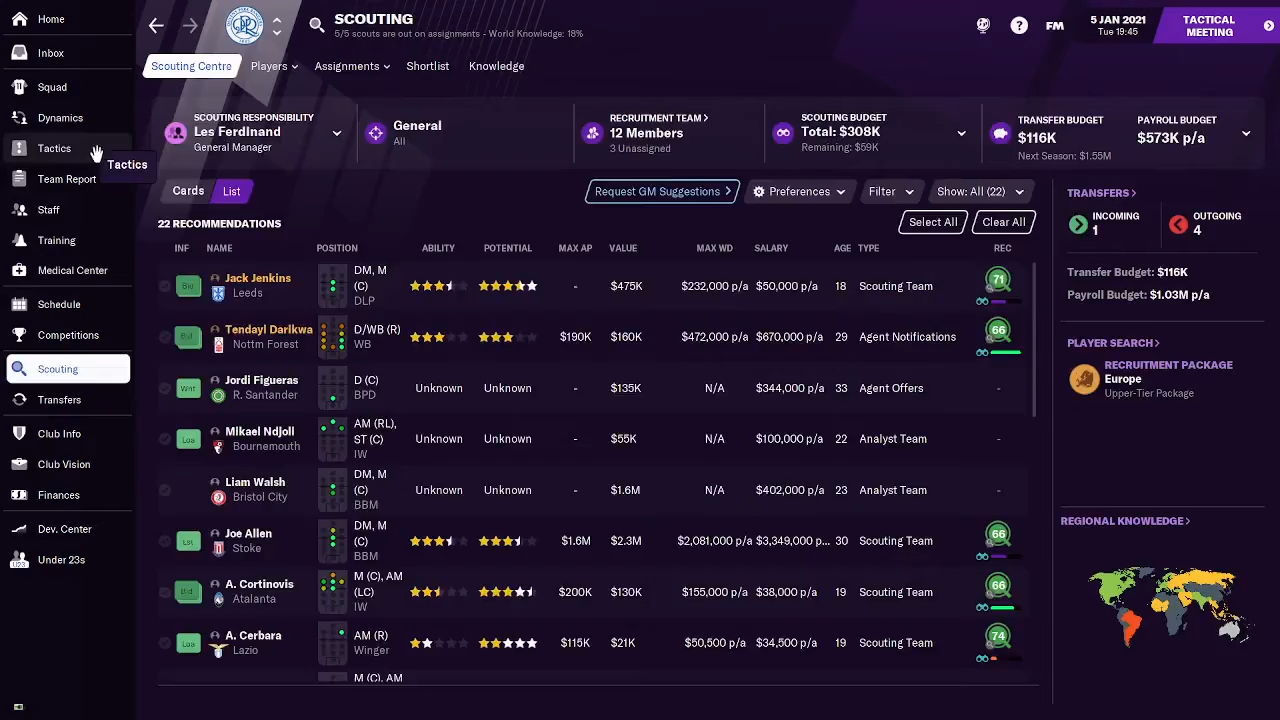 Home
Inbox
Squad
Dynamics
Tactics
Tactics
Team Report
Staff
Training
Medical Center
Schedule
Competitions
Scouting
Transfers
Club Info
Club Vision
Finances
Dev. Center
Under 23s
SCOUTING
5/5 scouts are out on assignments - World Knowledge: 18%
FM
5 JAN 2021
Tue 19:45
TACTICAL
MEETING
Scouting Centre
Players
Assignments
Shortlist
Knowledge
SCOUTING RESPONSIBILITY
Les Ferdinand
General Manager
General
All
RECRUITMENT TEAM >
12 Members
3 Unassigned
SCOUTING BUDGET
Total: $308K
Remaining: $59K
TRANSFER BUDGET
$116K
Next Season: $1.55M
PAYROLL BUDGET
$573K p/a
Cards
List
Request GM Suggestions >
Preferences
Filter
Show: All (22)
22 RECOMMENDATIONS
Select All
Clear All
INF NAME POSITION ABILITY POTENTIAL MAX AP VALUE MAX WD SALARY AGE TYPE REC
Jack Jenkins
Leeds
DM, M
(C)
DLP
- $475K $232,000 p/a $50,000 p/a 18 Scouting Team 71
Bid
Tendayi Darikwa
Nottm Forest
D/WB (R)
WB
$190K $160K $472,000 p/a $670,000 p/a 29 Agent Notifications 66
Wnt
Jordi Figueras
R. Santander
D (C)
BPD
Unknown Unknown - $135K N/A $344,000 p/a 33 Agent Offers -
Loa
Mikael Ndjoli
Bournemouth
AM (RL),
ST (C)
IW
Unknown Unknown - $55K N/A $100,000 p/a 22 Analyst Team -
Liam Walsh
Bristol City
DM, M
(C)
BBM
Unknown Unknown - $1.6M N/A $402,000 p/a 23 Analyst Team -
Lst
Joe Allen
Stoke
DM, M
(C)
BBM
$1.6M $2.3M $2,081,000 p/a $3,349,000 p... 30 Scouting Team 66
Bid
A. Cortinovis
Atalanta
M (C), AM
(LC)
IW
$200K $130K $155,000 p/a $38,000 p/a 19 Scouting Team 66
Loa
A. Cerbara
Lazio
AM (R)
Winger
$115K $21K $50,500 p/a $34,500 p/a 19 Scouting Team 74
M (C), AM
TRANSFERS >
INCOMING
1
OUTGOING
4
Transfer Budget: $116K
Payroll Budget: $1.03M p/a
PLAYER SEARCH >
RECRUITMENT PACKAGE
Europe
Upper-Tier Package
REGIONAL KNOWLEDGE >